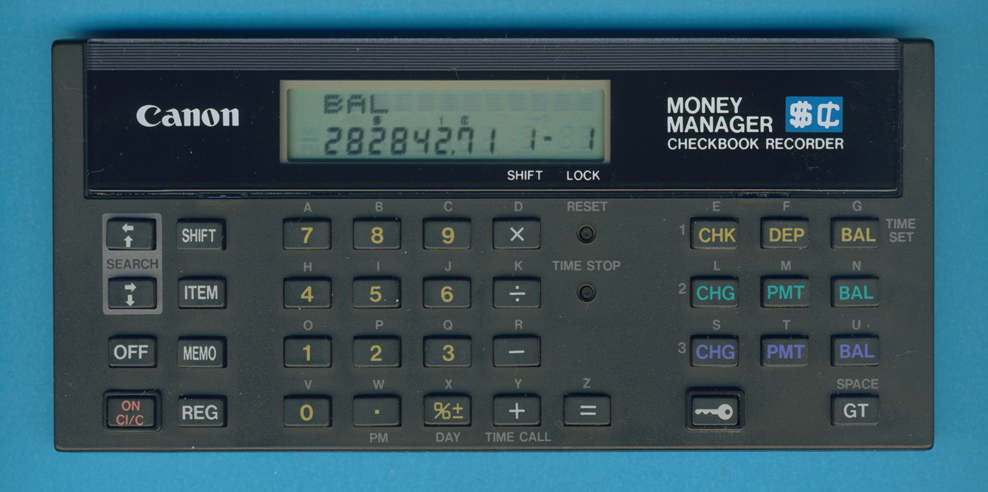 BAL
282842.71 1- 1
Canon
MONEY
MANAGER $¢
CHECKBOOK RECORDER
SHIFT LOCK
A B C D RESET E F G
SHIFT 7 8 9 × 1 CHK DEP BAL TIME SET
SEARCH
H I J K TIME STOP L M N
ITEM 4 5 6 ÷ 2 CHG PMT BAL
O P Q R S T U
OFF MEMO 1 2 3 − 3 CHG PMT BAL
V W X Y Z SPACE
ON CI/C REG 0 . %± + = GT
PM DAY TIME CALL